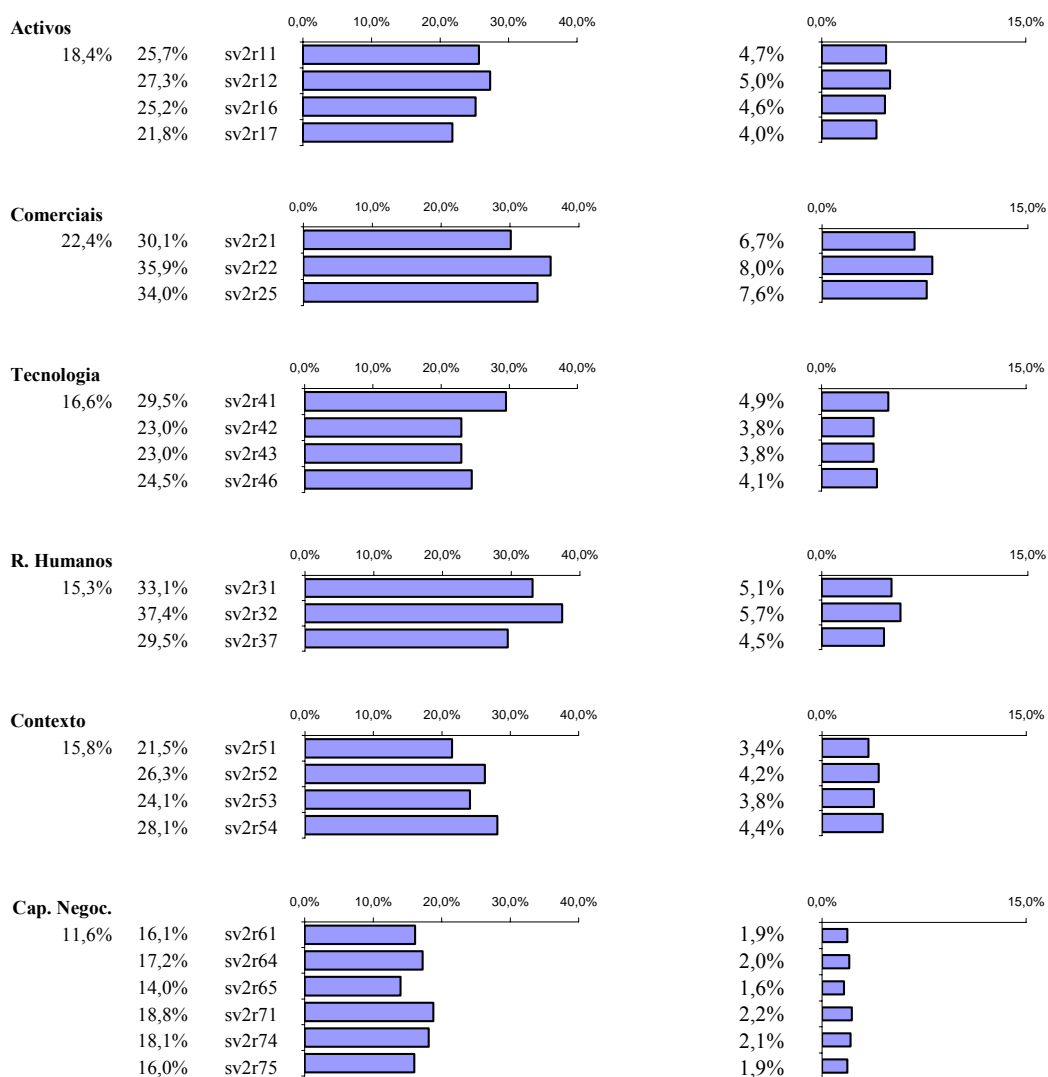 Activos
0,0% 10,0% 20,0% 30,0% 40,0% 0,0% 15,0%
18,4% 25,7% sv2r11 4,7%
27,3% sv2r12 5,0%
25,2% sv2r16 4,6%
21,8% sv2r17 4,0%
Comerciais
0,0% 10,0% 20,0% 30,0% 40,0% 0,0% 15,0%
22,4% 30,1% sv2r21 6,7%
35,9% sv2r22 8,0%
34,0% sv2r25 7,6%
Tecnologia
0,0% 10,0% 20,0% 30,0% 40,0% 0,0% 15,0%
16,6% 29,5% sv2r41 4,9%
23,0% sv2r42 3,8%
23,0% sv2r43 3,8%
24,5% sv2r46 4,1%
R. Humanos
0,0% 10,0% 20,0% 30,0% 40,0% 0,0% 15,0%
15,3% 33,1% sv2r31 5,1%
37,4% sv2r32 5,7%
29,5% sv2r37 4,5%
Contexto
0,0% 10,0% 20,0% 30,0% 40,0% 0,0% 15,0%
15,8% 21,5% sv2r51 3,4%
26,3% sv2r52 4,2%
24,1% sv2r53 3,8%
28,1% sv2r54 4,4%
Cap. Negoc.
0,0% 10,0% 20,0% 30,0% 40,0% 0,0% 15,0%
11,6% 16,1% sv2r61 1,9%
17,2% sv2r64 2,0%
14,0% sv2r65 1,6%
18,8% sv2r71 2,2%
18,1% sv2r74 2,1%
16,0% sv2r75 1,9%